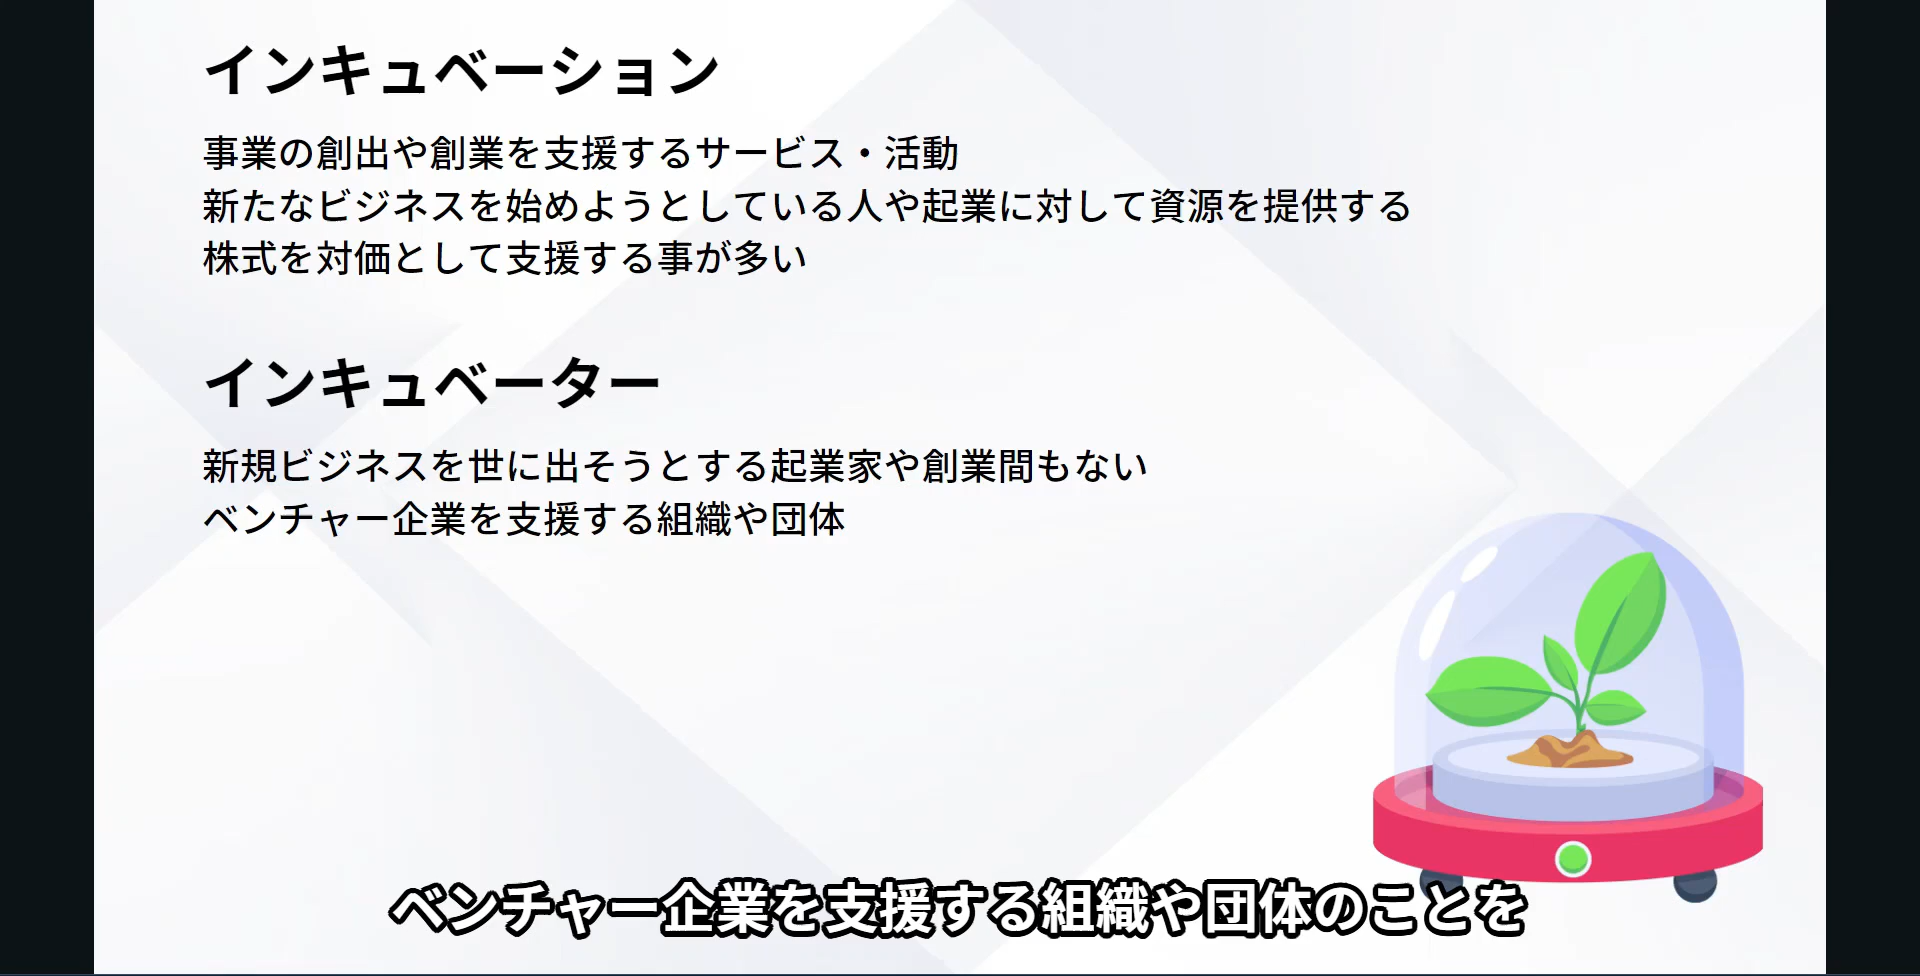 インキュベーション
事業の創出や創業を支援するサービス・活動
新たなビジネスを始めようとしている人や起業に対して資源を提供する
株式を対価として支援する事が多い
インキュベーター
新規ビジネスを世に出そうとする起業家や創業間もない
ベンチャー企業を支援する組織や団体
ベンチャー企業を支援する組織や団体のことを